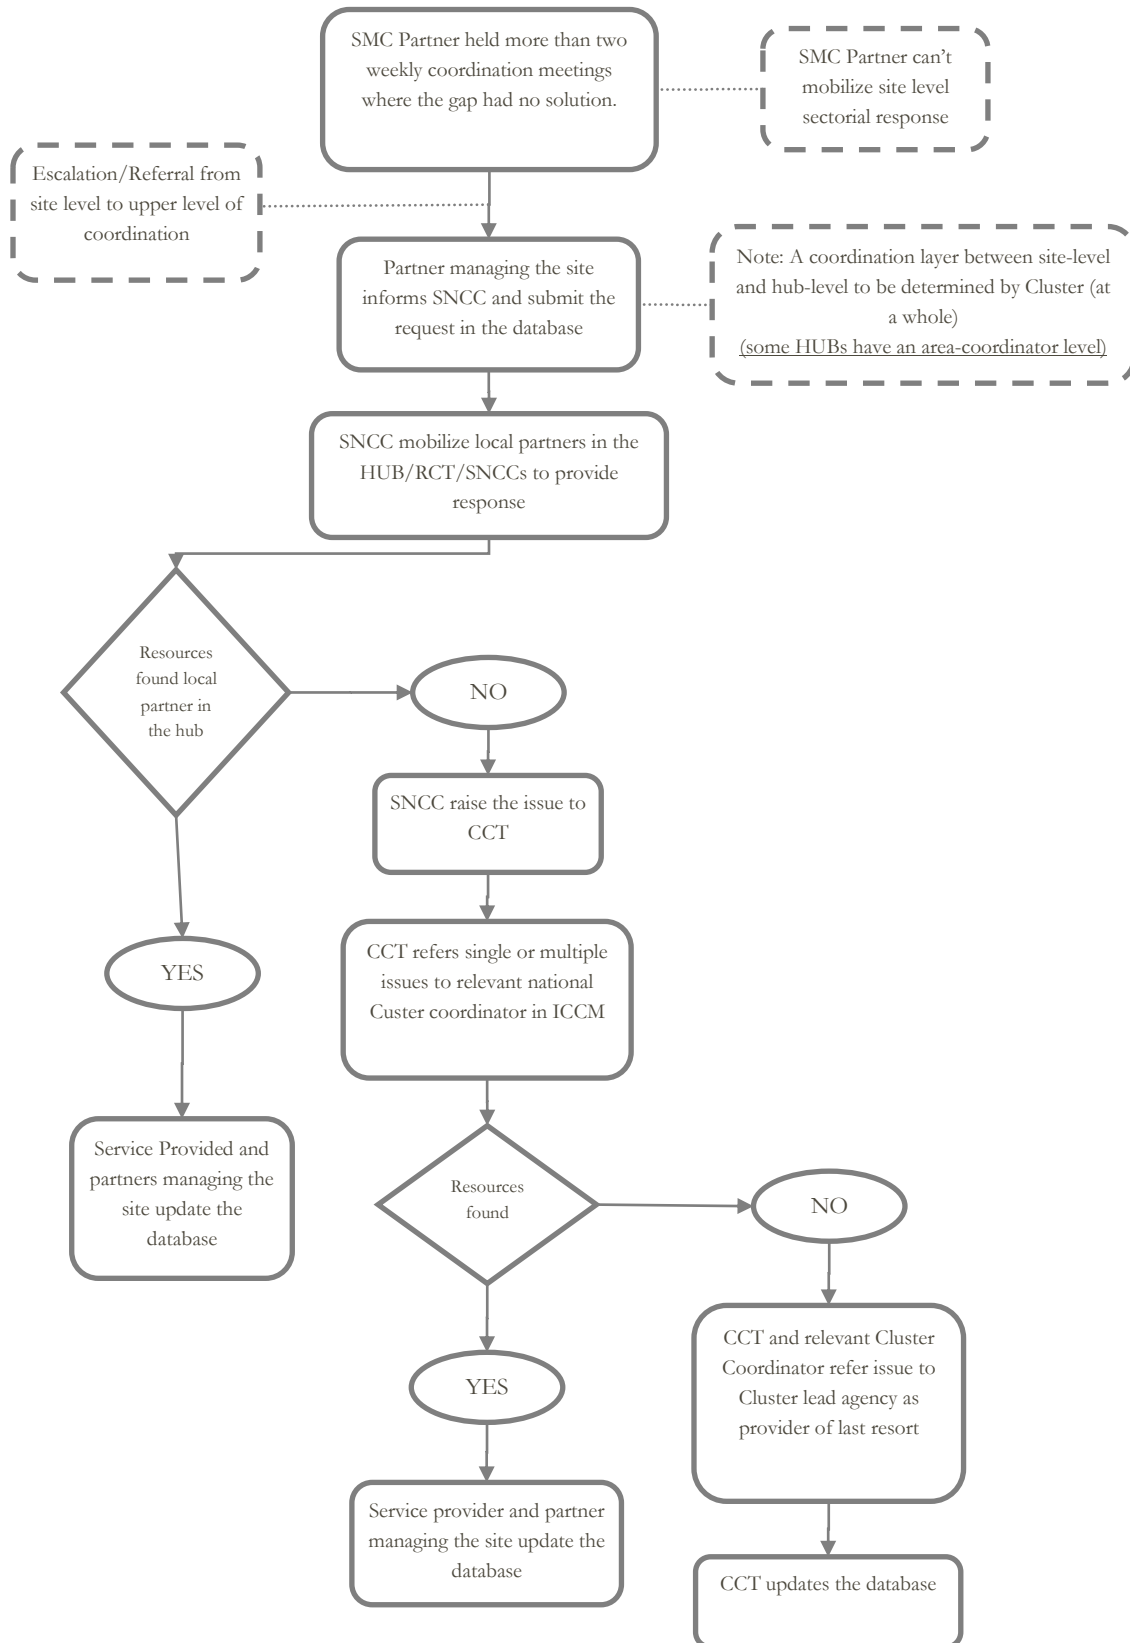 SMC Partner held more than two
weekly coordination meetings
where the gap had no solution.
SMC Partner can’t
mobilize site level
sectorial response
Escalation/Referral from
site level to upper level of
coordination
Partner managing the site
informs SNCC and submit the
request in the database
Note: A coordination layer between site-level
and hub-level to be determined by Cluster (at
a whole)
(some HUBs have an area-coordinator level)
SNCC mobilize local partners in the
HUB/RCT/SNCCs to provide
response
Resources
found local
partner in
the hub
NO
SNCC raise the issue to
CCT
CCT refers single or multiple
issues to relevant national
Custer coordinator in ICCM
YES
Service Provided and
partners managing the
site update the
database
Resources
found
NO
CCT and relevant Cluster
Coordinator refer issue to
Cluster lead agency as
provider of last resort
YES
Service provider and partner
managing the site update the
database
CCT updates the database